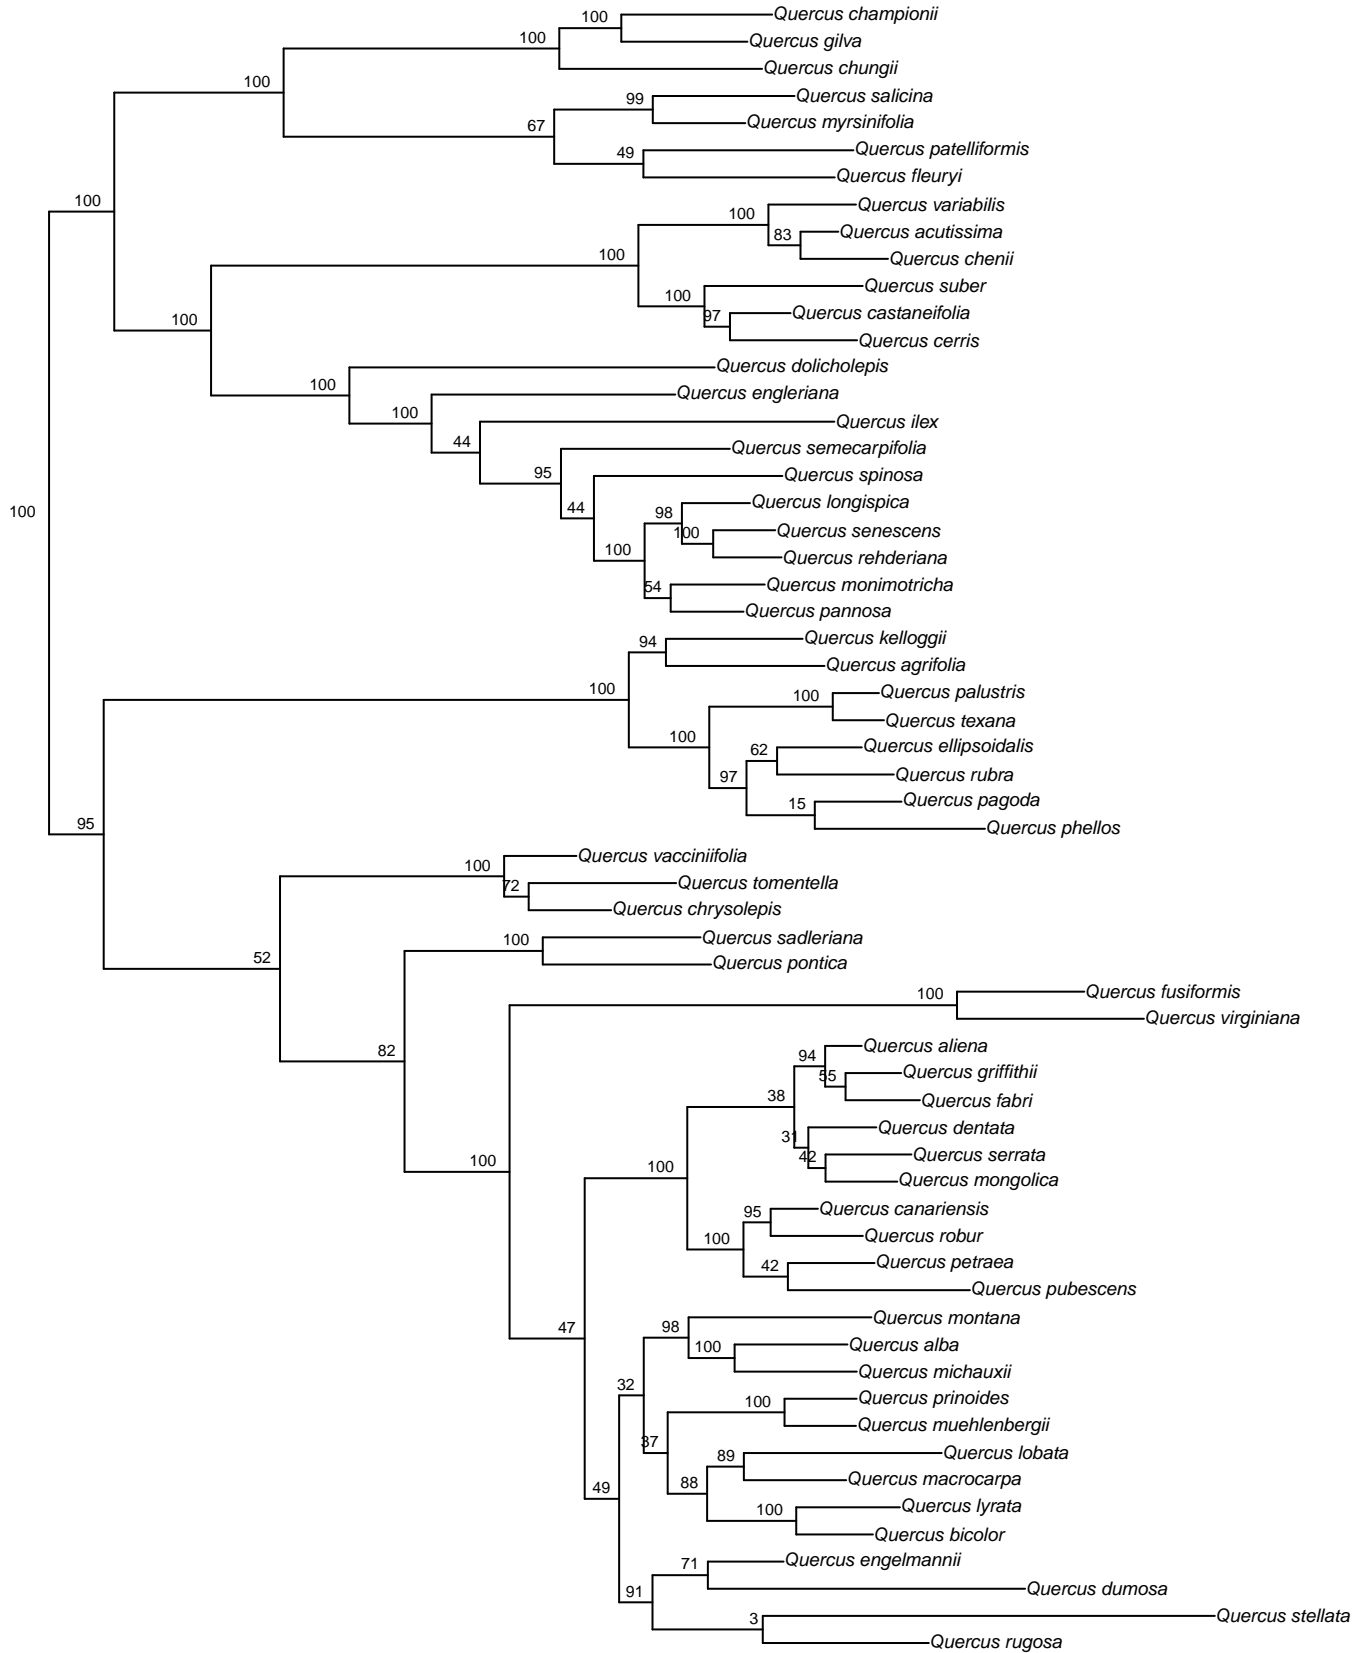 100 Quercus championii
100 Quercus gilva
Quercus chungii
100
99 Quercus salicina
Quercus myrsinifolia
67
49 Quercus patelliformis
Quercus fleuryi
100
100 Quercus variabilis
83 Quercus acutissima
Quercus chenii
100
100 Quercus suber
97 Quercus castaneifolia
Quercus cerris
100
100 Quercus dolicholepis
100 Quercus engleriana
44 Quercus ilex
95 Quercus semecarpifolia
44 Quercus spinosa
98 Quercus longispica
100 Quercus senescens
Quercus rehderiana
100
54 Quercus monimotricha
Quercus pannosa
100
94 Quercus kelloggii
Quercus agrifolia
100
100 Quercus palustris
Quercus texana
100
62 Quercus ellipsoidalis
Quercus rubra
97
15 Quercus pagoda
Quercus phellos
95
100 Quercus vacciniifolia
72 Quercus tomentella
Quercus chrysolepis
52
100 Quercus sadleriana
Quercus pontica
82
100 Quercus fusiformis
Quercus virginiana
94 Quercus aliena
55 Quercus griffithii
Quercus fabri
38
31 Quercus dentata
42 Quercus serrata
Quercus mongolica
100
100
95 Quercus canariensis
Quercus robur
100
42 Quercus petraea
Quercus pubescens
47
98 Quercus montana
100 Quercus alba
Quercus michauxii
32
100 Quercus prinoides
Quercus muehlenbergii
37
89 Quercus lobata
Quercus macrocarpa
88
100 Quercus lyrata
Quercus bicolor
49
71 Quercus engelmannii
Quercus dumosa
91
3 Quercus stellata
Quercus rugosa